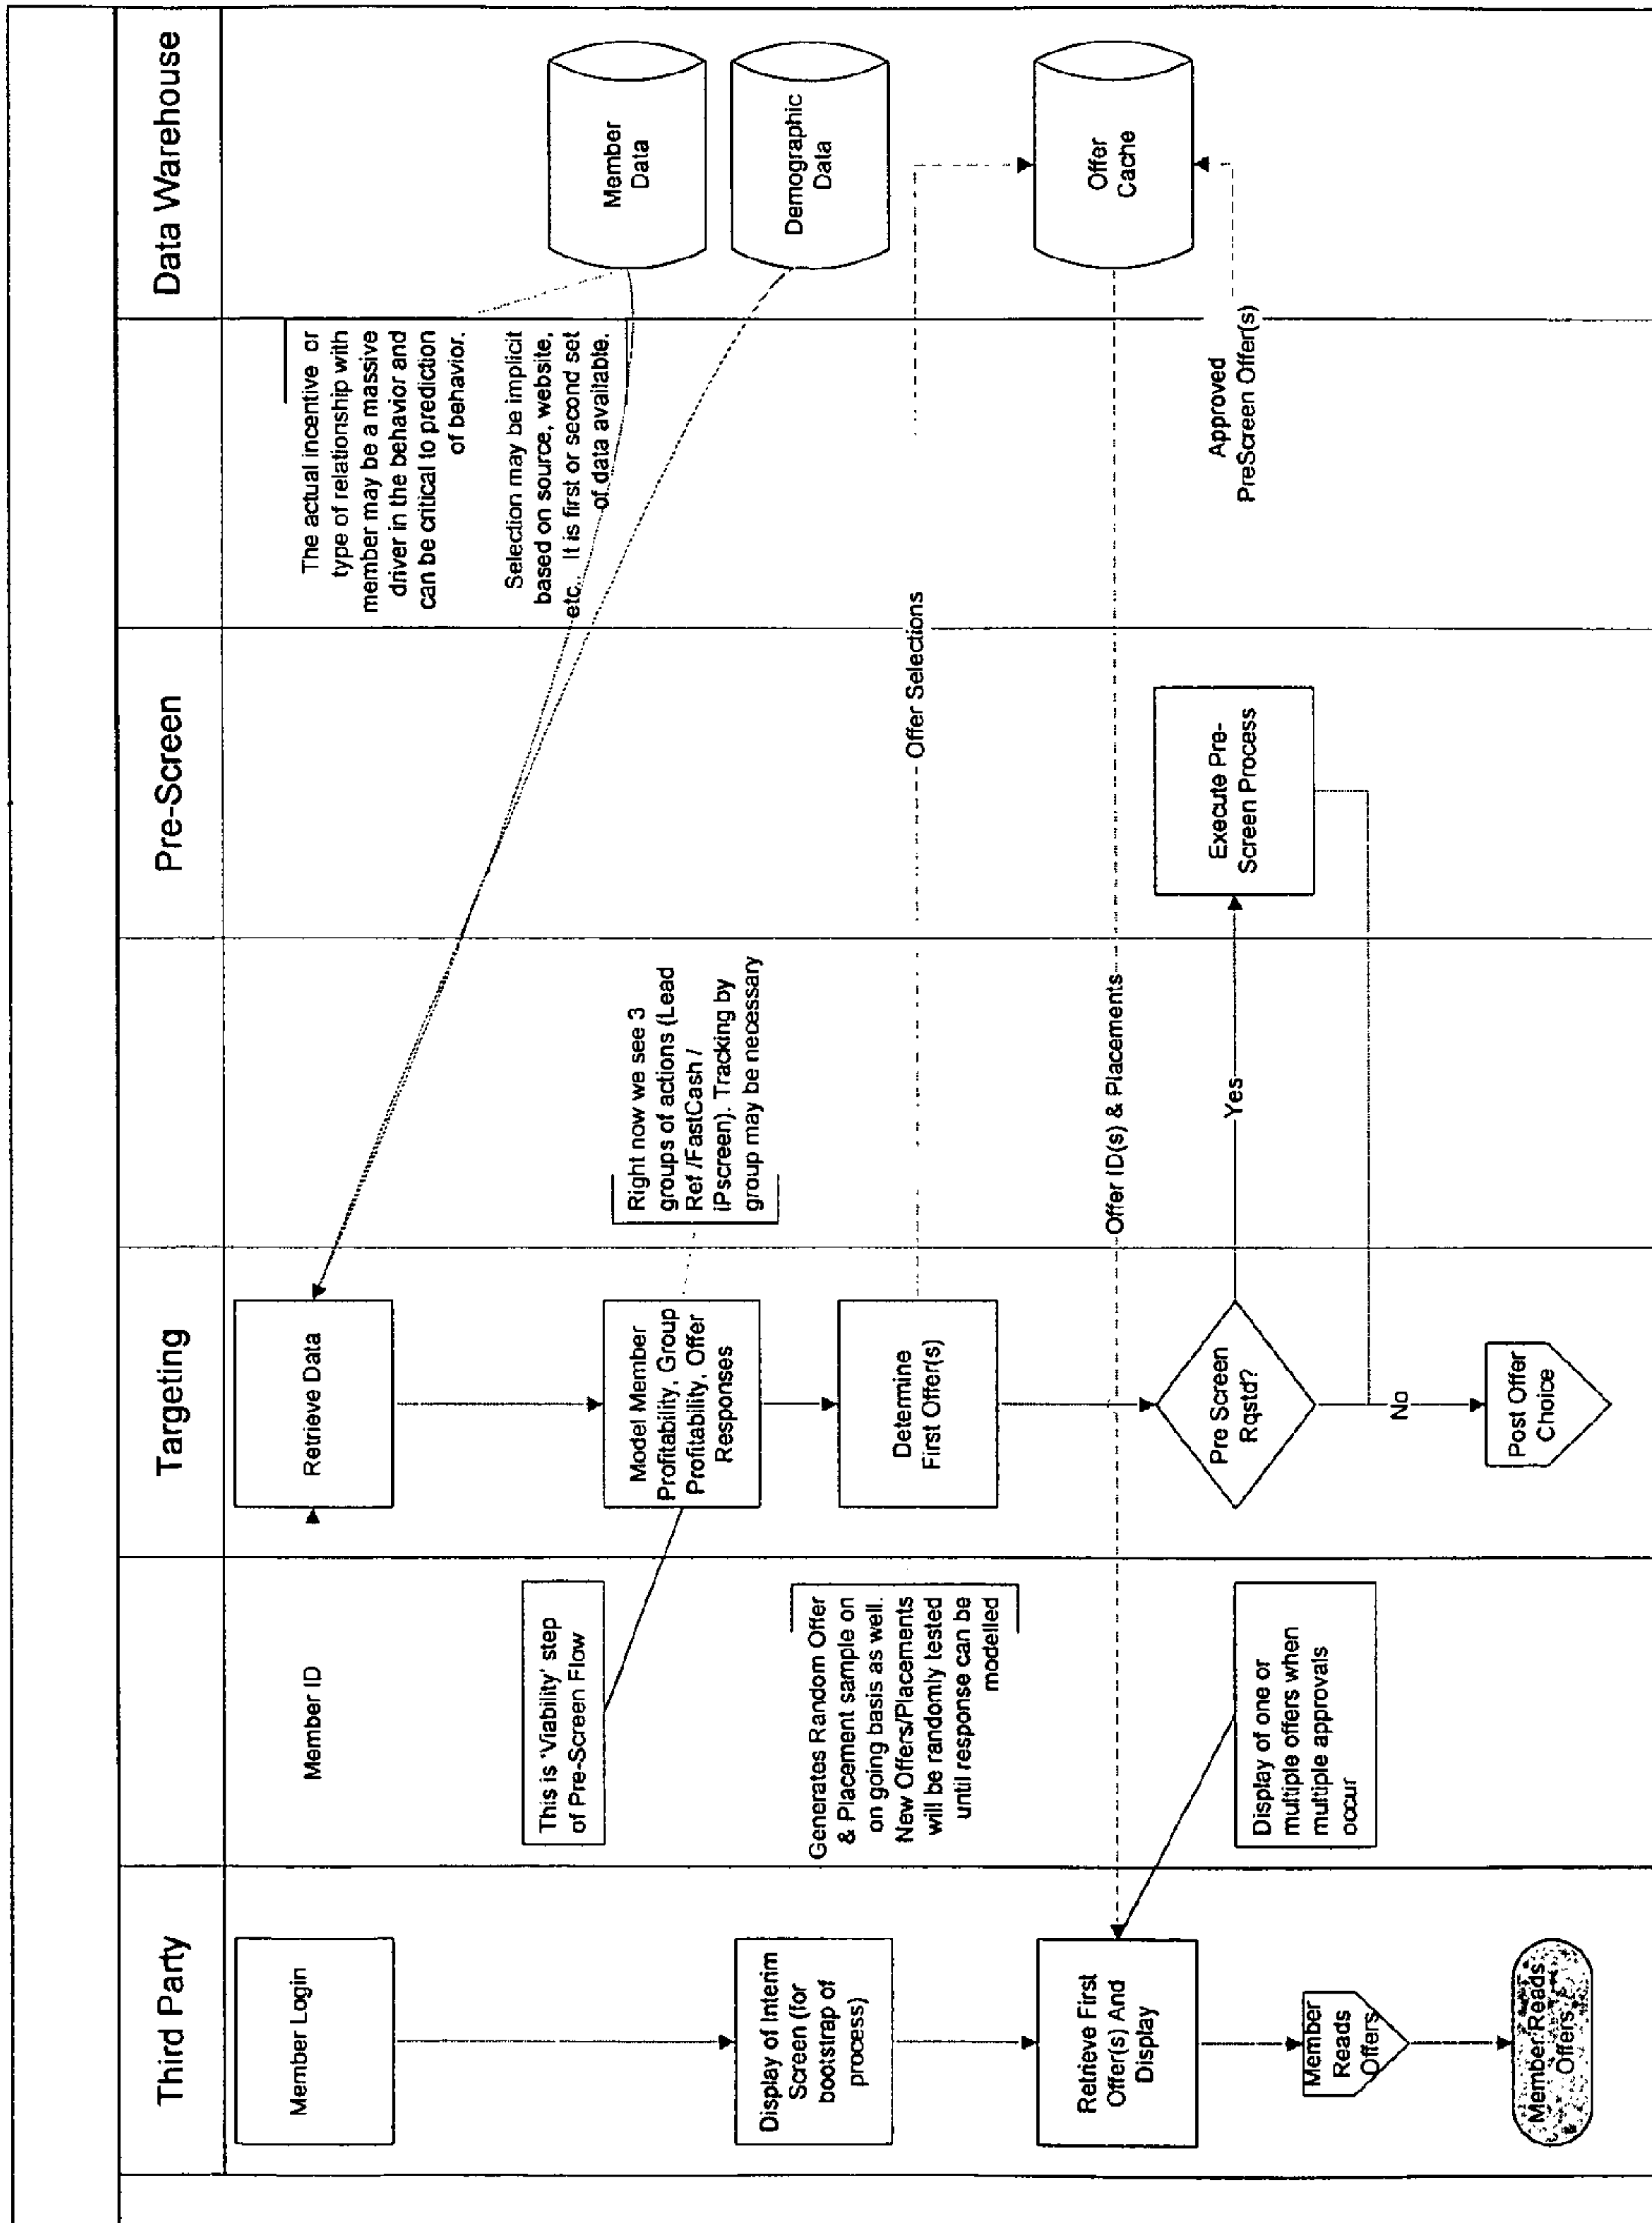 Third Party
Targeting
Pre-Screen
Data Warehouse
Member Login
Member ID
Retrieve Data
The actual incentive or
type of relationship with
member may be a massive
driver in the behavior and
can be critical to prediction
of behavior.
Selection may be implicit
based on source, website,
etc. It is first or second set
of data available.
Member
Data
Demographic
Data
This is 'Viability' step
of Pre-Screen Flow
Model Member
Profitability, Group
Profitability, Offer
Responses
Right now we see 3
groups of actions (Lead
Ref /FastCash /
iPscreen). Tracking by
group may be necessary
Display of Interim
Screen (for
bootstrap of
process)
Generates Random Offer
& Placement sample on
on going basis as well.
New Offers/Placements
will be randomly tested
until response can be
modelled
Determine
First Offer(s)
Offer Selections
Offer
Cache
Retrieve First
Offer(s) And
Display
Offer ID(s) & Placements
Display of one or
multiple offers when
multiple approvals
occur
Pre Screen
Rqstd?
Yes
Execute Pre-
Screen Process
Approved
PreScreen Offer(s)
Member
Reads
Offers
No
Post Offer
Choice
Member Reads
Offers